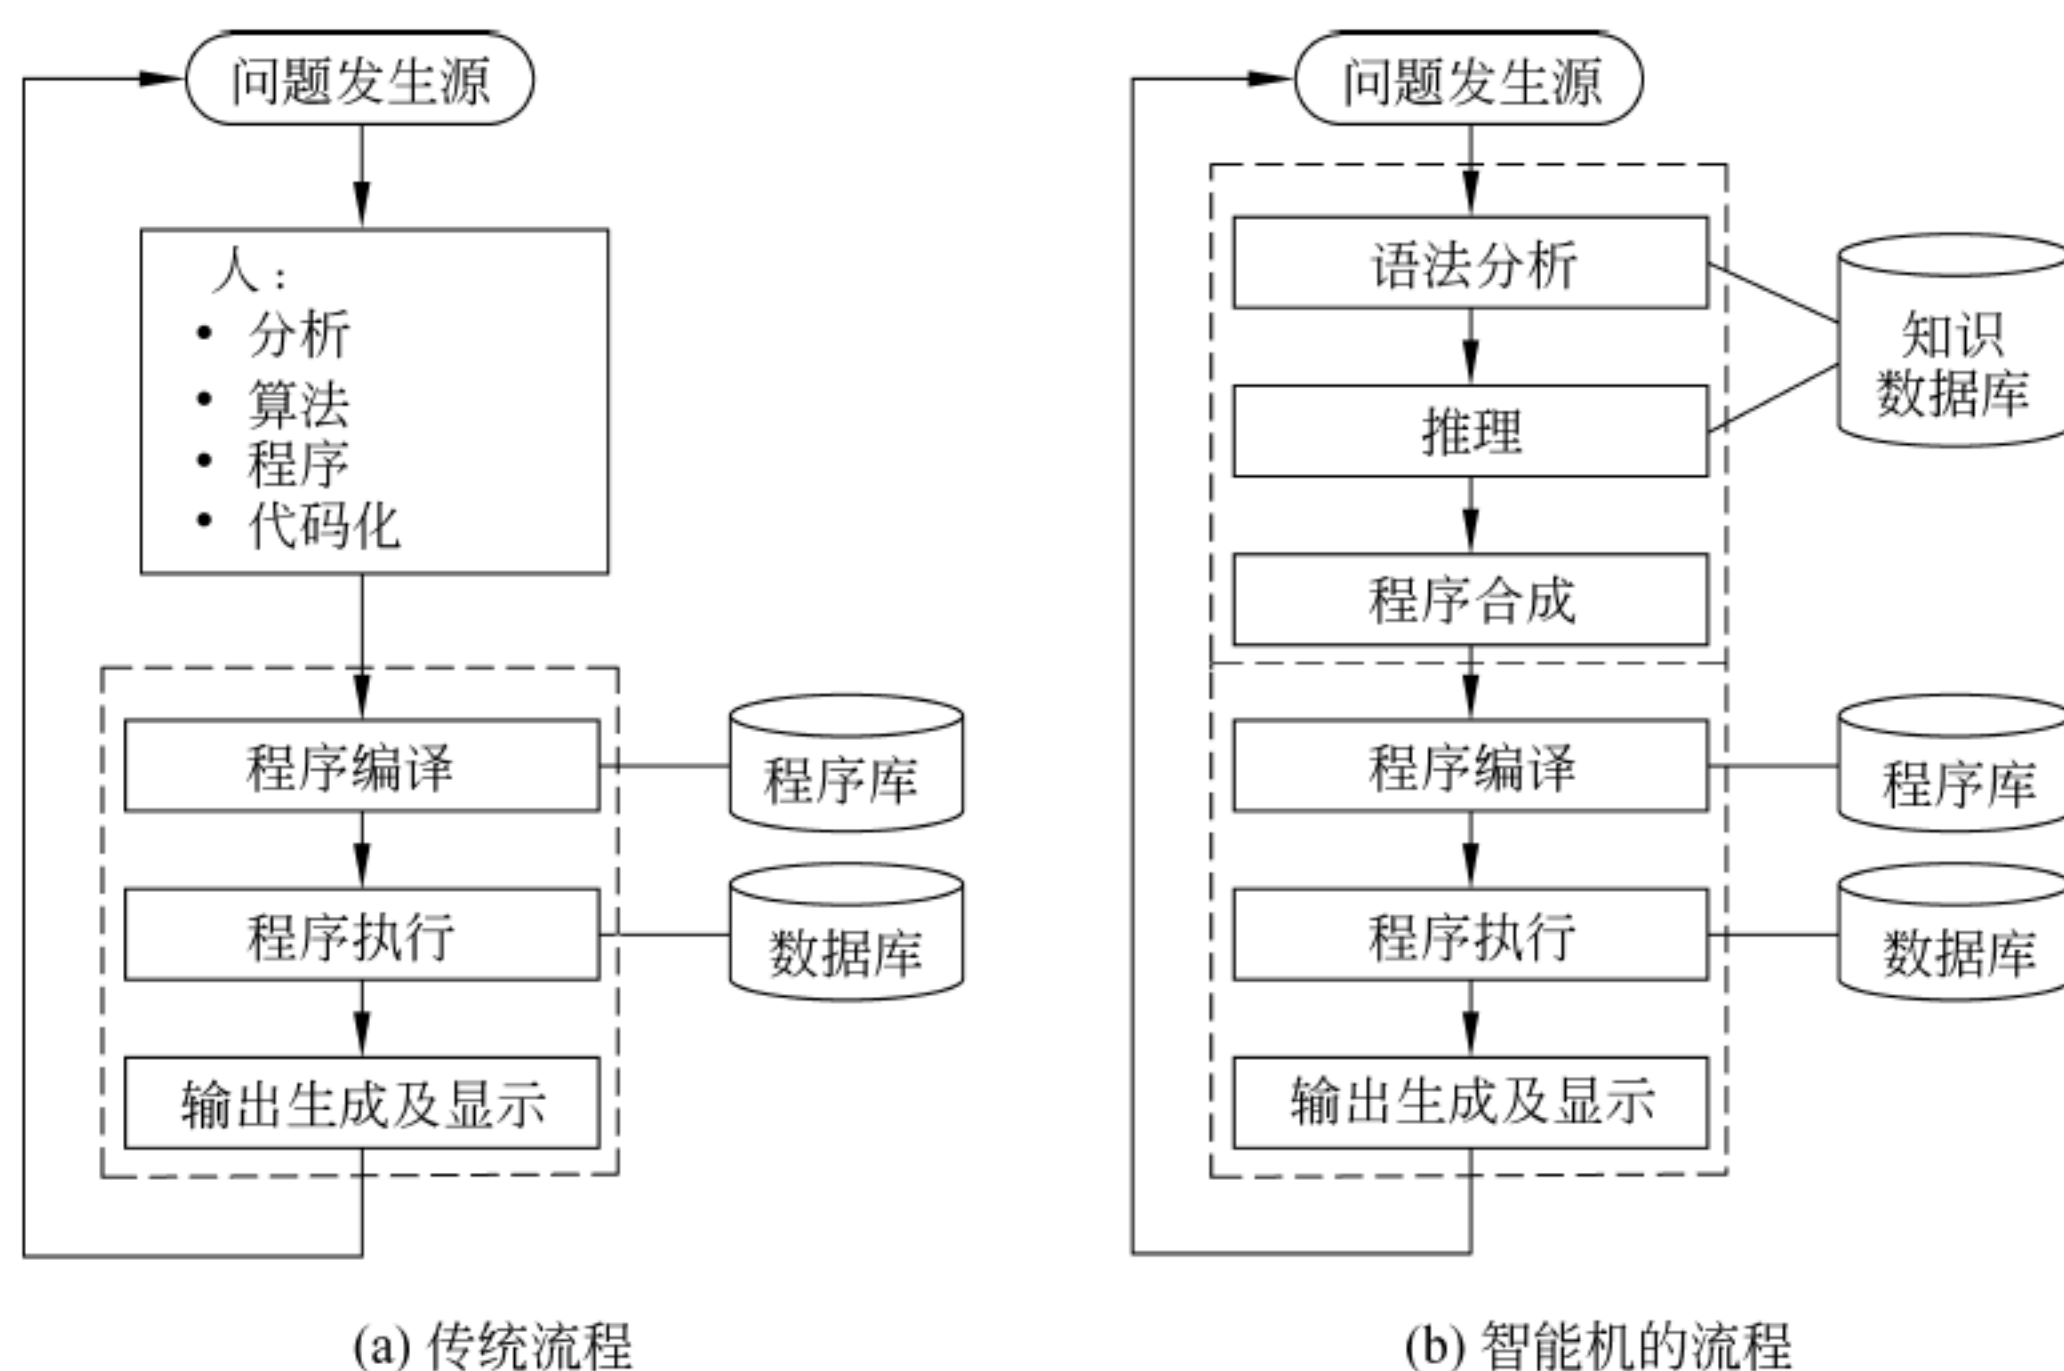 问题发生源
人:
• 分析
• 算法
• 程序
• 代码化
程序编译
程序库
程序执行
数据库
输出生成及显示
(a) 传统流程
问题发生源
语法分析
知识
数据库
推理
程序合成
程序编译
程序库
程序执行
数据库
输出生成及显示
(b) 智能机的流程